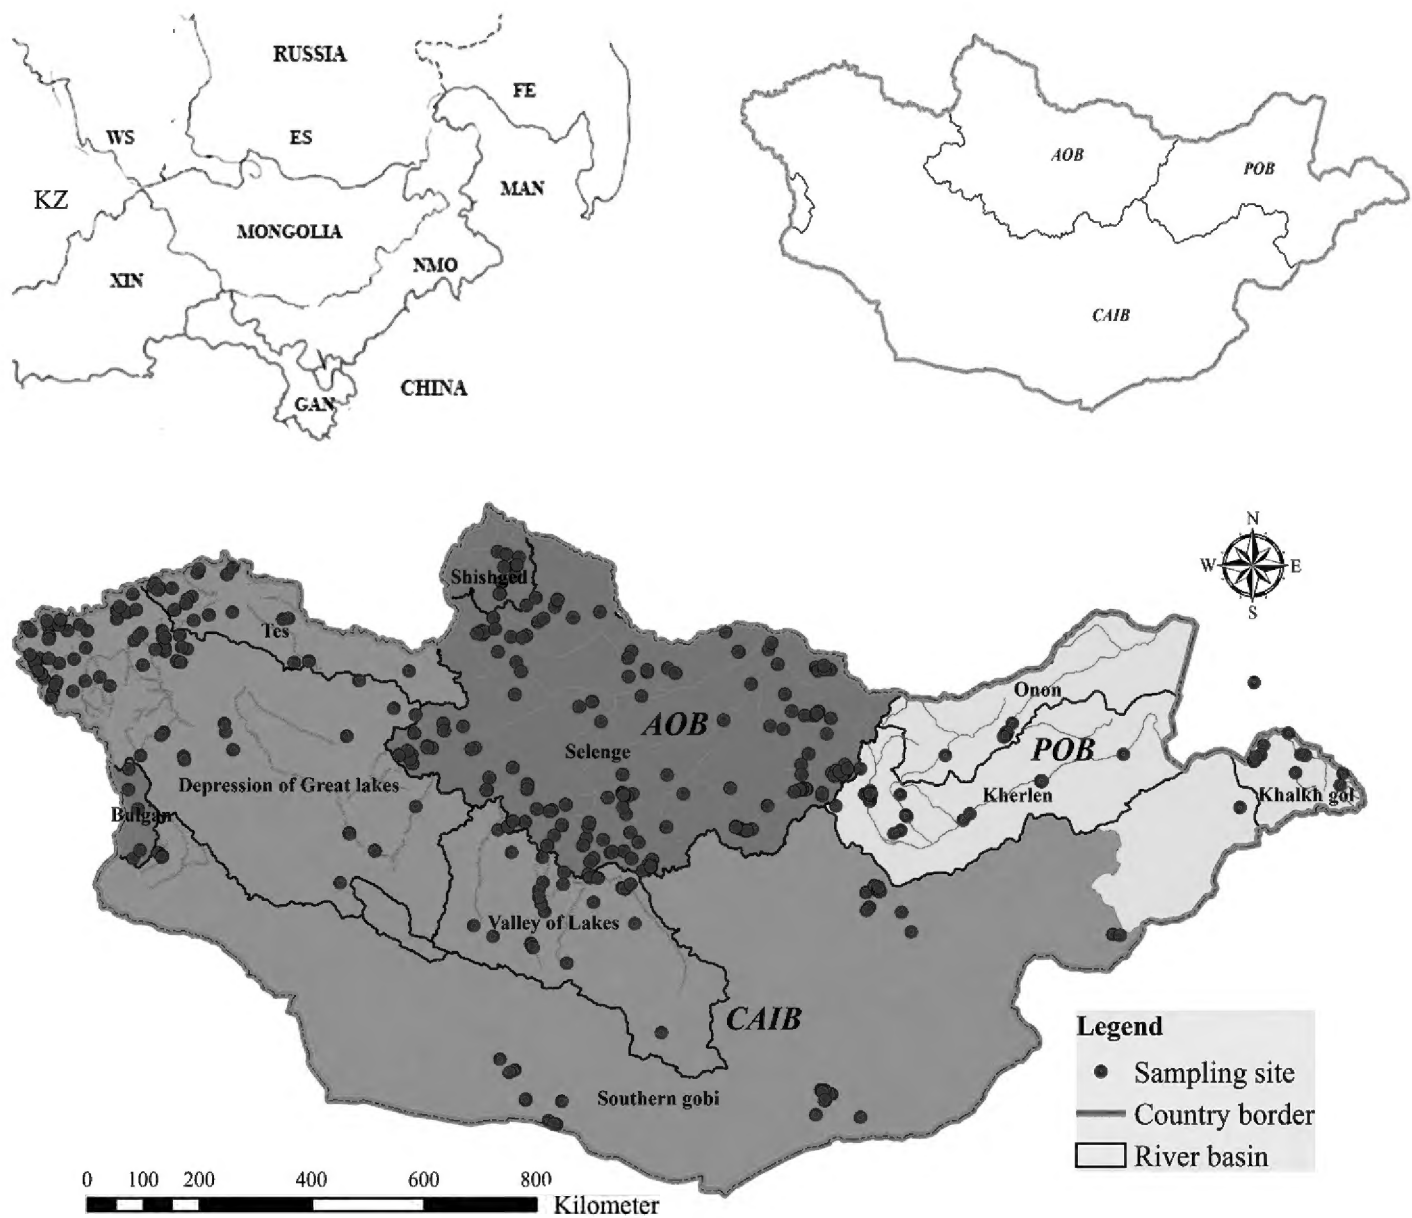 RUSSIA
FE
WS
ES
MAN
KZ
MONGOLIA
NMO
XIN
CHINA
GAN
AOB
POB
CAIB
N
W
E
S
Shishged
Tes
Onon
AOB
POB
Selenge
Depression of Great lakes
Kherlen
Khalkh gol
Bulgan
Valley of Lakes
CAIB
Southern gobi
Legend
Sampling site
Country border
River basin
0 100 200 400 600 800
Kilometer